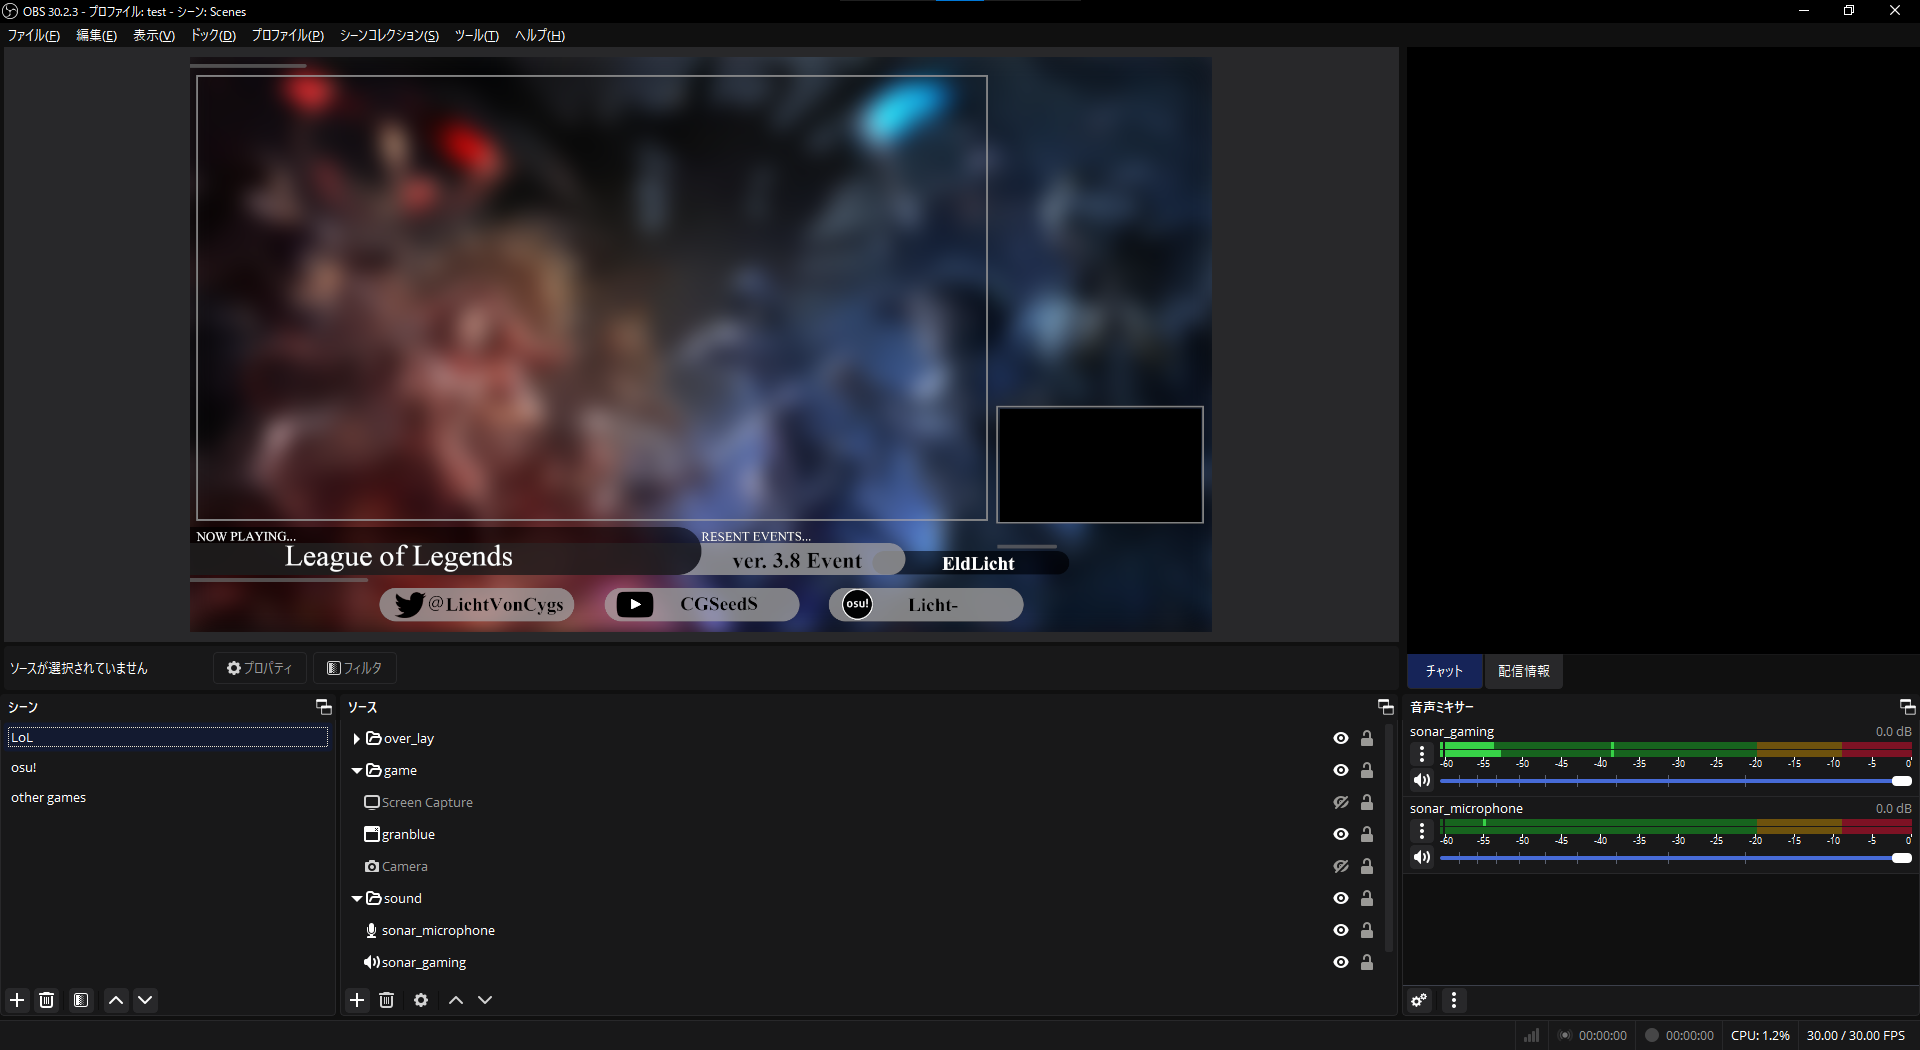 OBS 30.2.3 - プロファイル: test - シーン: Scenes
ファイル(F) 編集(E) 表示(V) ドック(D) プロファイル(P) シーンコレクション(S) ツール(T) ヘルプ(H)
NOW PLAYING...
League of Legends
RESENT EVENTS...
ver. 3.8 Event
EldLicht
@LichtVonCygs
CGSeedS
osu!
Licht-
ソースが選択されていません
プロパティ
フィルタ
チャット
配信情報
シーン
LoL
osu!
other games
ソース
over_lay
game
Screen Capture
granblue
Camera
sound
sonar_microphone
sonar_gaming
音声ミキサー
sonar_gaming 0.0 dB
-60 -55 -50 -45 -40 -35 -30 -25 -20 -15 -10 -5 0
sonar_microphone 0.0 dB
-60 -55 -50 -45 -40 -35 -30 -25 -20 -15 -10 -5 0
00:00:00 00:00:00 CPU: 1.2% 30.00 / 30.00 FPS